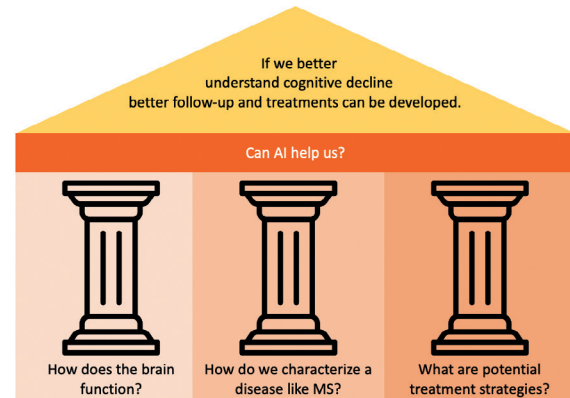 If we better
understand cognitive decline
better follow-up and treatments can be developed.
Can AI help us?
How does the brain
function?
How do we characterize a
disease like MS?
What are potential
treatment strategies?